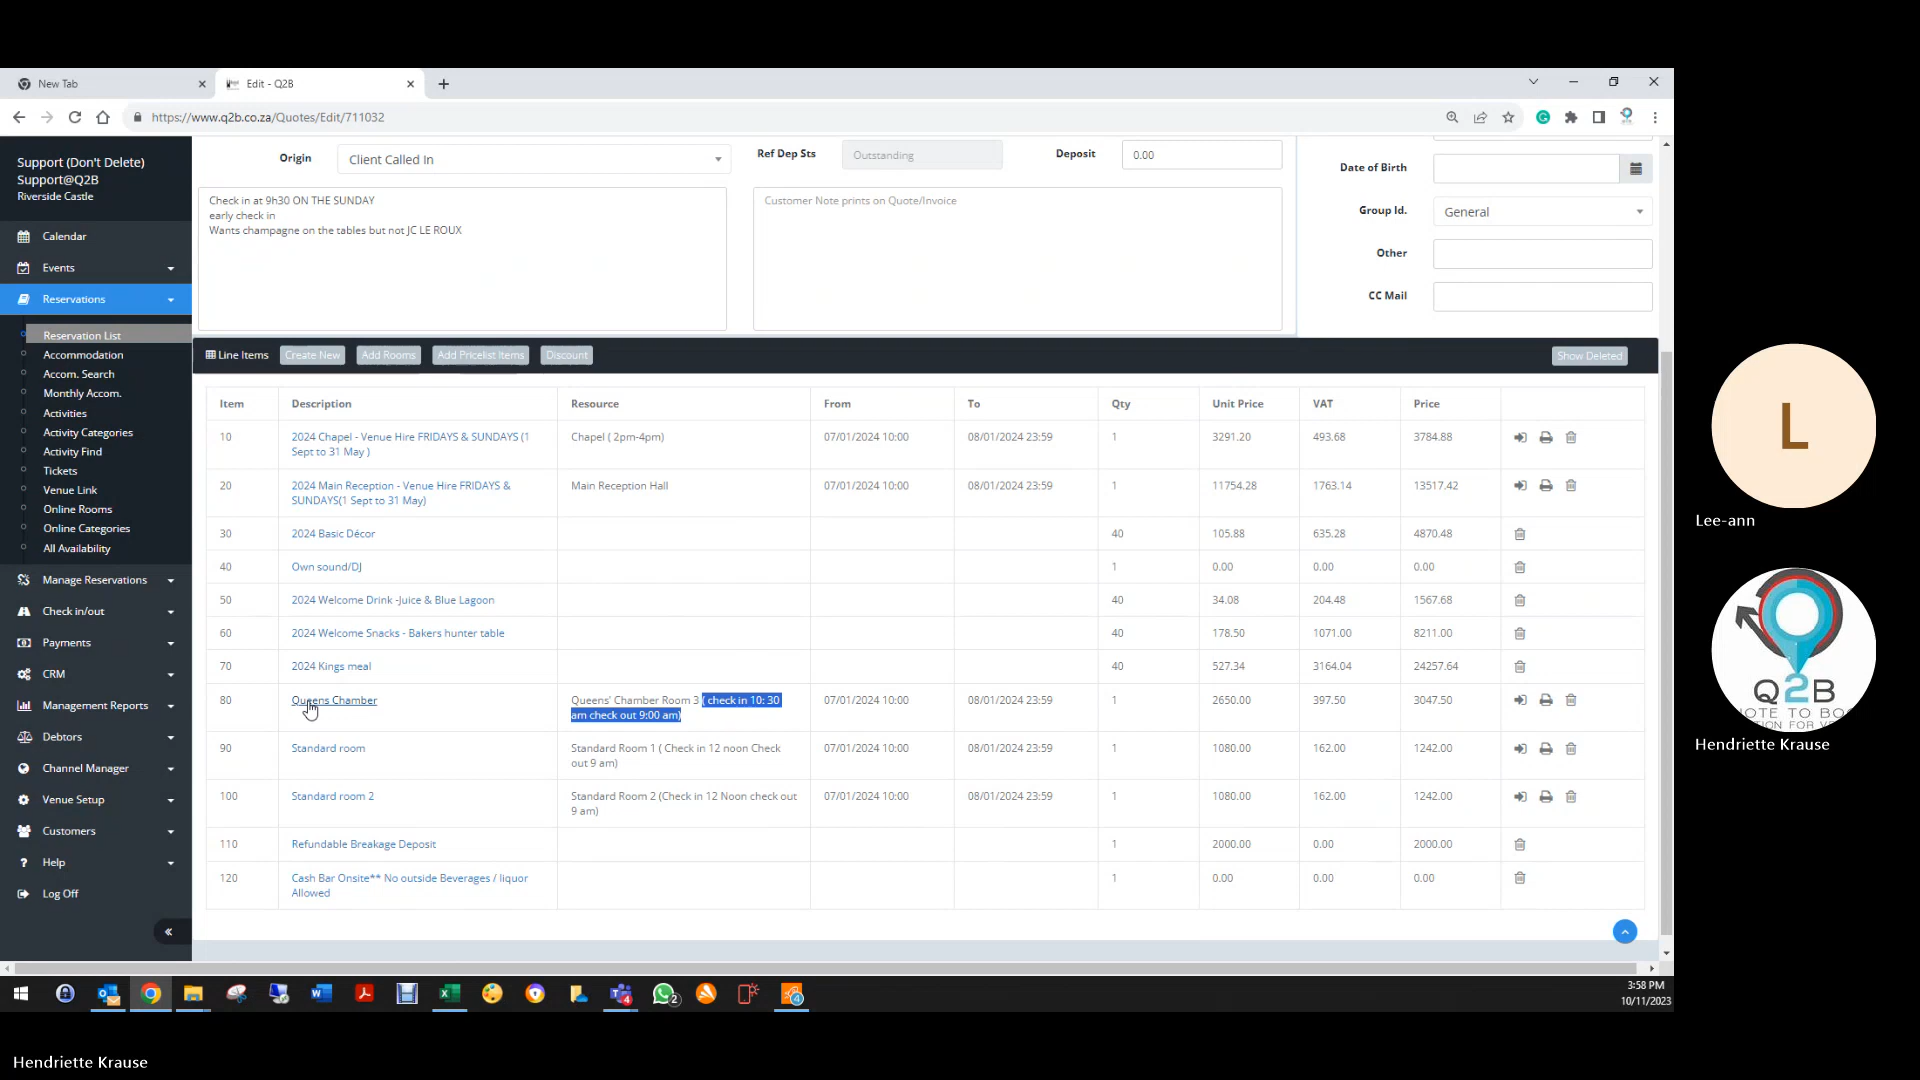 New Tab
Edit - Q2B
https://www.q2b.co.za/Quotes/Edit/711032
Support (Don't Delete)
Support@Q2B
Riverside Castle
Calendar
Events
Reservations
Reservation List
Accommodation
Accom. Search
Monthly Accom.
Activities
Activity Categories
Activity Find
Tickets
Venue Link
Online Rooms
Online Categories
All Availability
Manage Reservations
Check in/out
Payments
CRM
Management Reports
Debtors
Channel Manager
Venue Setup
Customers
Help
Log Off
Origin
Client Called In
Ref Dep Sts
Outstanding
Deposit
0.00
Date of Birth
Group Id.
General
Other
CC Mail
Check in at 9h30 ON THE SUNDAY
early check in
Wants champagne on the tables but not JC LE ROUX
Customer Note prints on Quote/Invoice
Line Items Create New Add Rooms Add Pricelist Items Discount Show Deleted
Item Description Resource From To Qty Unit Price VAT Price
10 2024 Chapel - Venue Hire FRIDAYS & SUNDAYS (1 Chapel ( 2pm-4pm) 07/01/2024 10:00 08/01/2024 23:59 1 3291.20 493.68 3784.88
Sept to 31 May )
20 2024 Main Reception - Venue Hire FRIDAYS & Main Reception Hall 07/01/2024 10:00 08/01/2024 23:59 1 11754.28 1763.14 13517.42
SUNDAYS(1 Sept to 31 May)
30 2024 Basic Décor 40 105.88 635.28 4870.48
40 Own sound/DJ 1 0.00 0.00 0.00
50 2024 Welcome Drink -Juice & Blue Lagoon 40 34.08 204.48 1567.68
60 2024 Welcome Snacks - Bakers hunter table 40 178.50 1071.00 8211.00
70 2024 Kings meal 40 527.34 3164.04 24257.64
80 Queens Chamber Queens' Chamber Room 3 ( check in 10: 30 07/01/2024 10:00 08/01/2024 23:59 1 2650.00 397.50 3047.50
am check out 9:00 am)
90 Standard room Standard Room 1 ( Check in 12 noon Check 07/01/2024 10:00 08/01/2024 23:59 1 1080.00 162.00 1242.00
out 9 am)
100 Standard room 2 Standard Room 2 (Check in 12 Noon check out 07/01/2024 10:00 08/01/2024 23:59 1 1080.00 162.00 1242.00
9 am)
110 Refundable Breakage Deposit 1 2000.00 0.00 2000.00
120 Cash Bar Onsite** No outside Beverages / liquor 1 0.00 0.00 0.00
Allowed
3:58 PM
10/11/2023
L
Lee-ann
Q2B
Hendriette Krause
Hendriette Krause